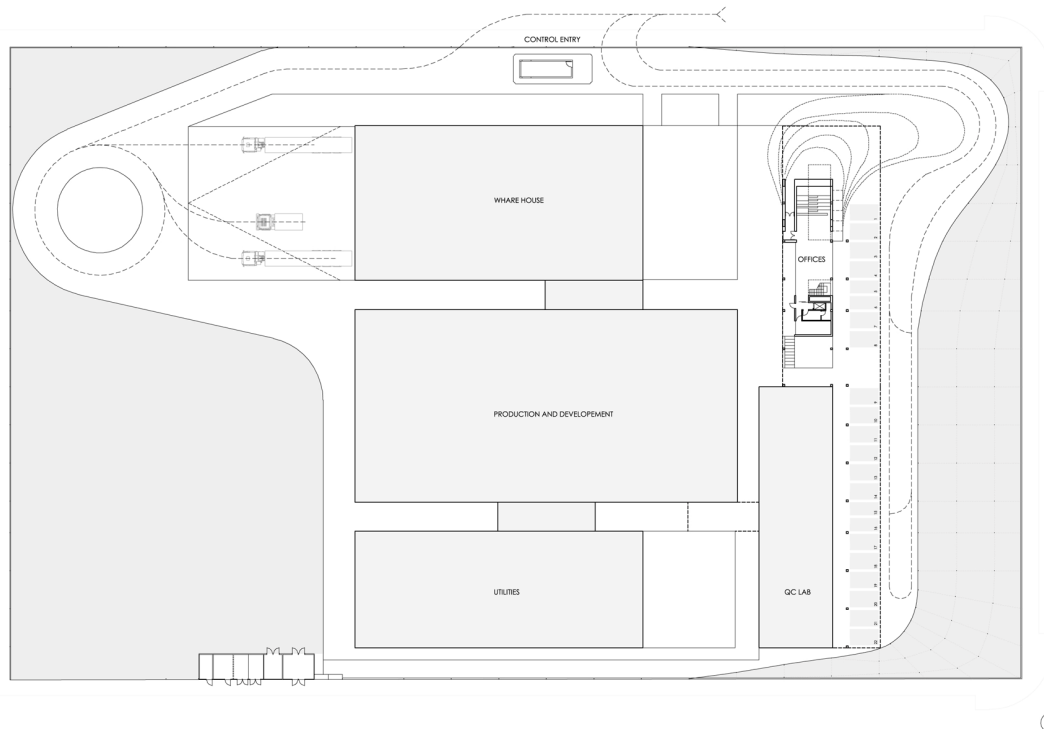 CONTROL ENTRY
WHARE HOUSE
OFFICES
PRODUCTION AND DEVELOPEMENT
UTILITIES
QC LAB